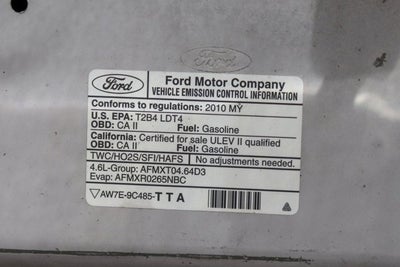 Ford
Ford
Ford Motor Company
VEHICLE EMISSION CONTROL INFORMATION
Conforms to regulations: 2010 MY
U.S. EPA: T2B4 LDT4
OBD: CA II Fuel: Gasoline
California: Certified for sale ULEV II qualified
OBD: CA II Fuel: Gasoline
TWC/HO2S/SFI/HAFS No adjustments needed.
4.6L-Group: AFMXT04.64D3
Evap: AFMXR0265NBC
AW7E-9C485-TTA